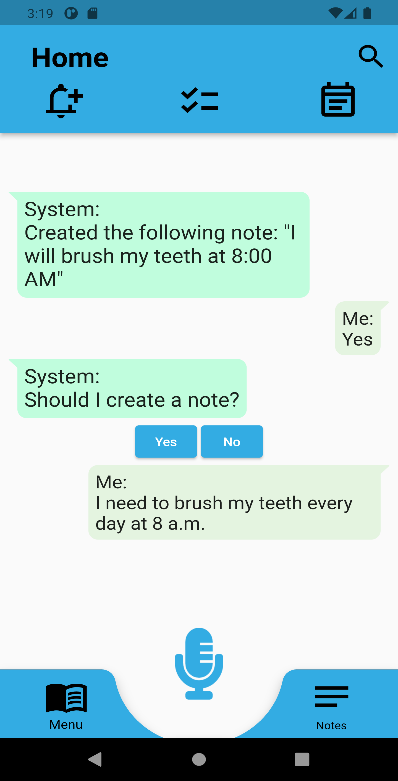 3:19
Home
System:
Created the following note: "I
will brush my teeth at 8:00
AM"
Me:
Yes
System:
Should I create a note?
Yes No
Me:
I need to brush my teeth every
day at 8 a.m.
Menu
Notes